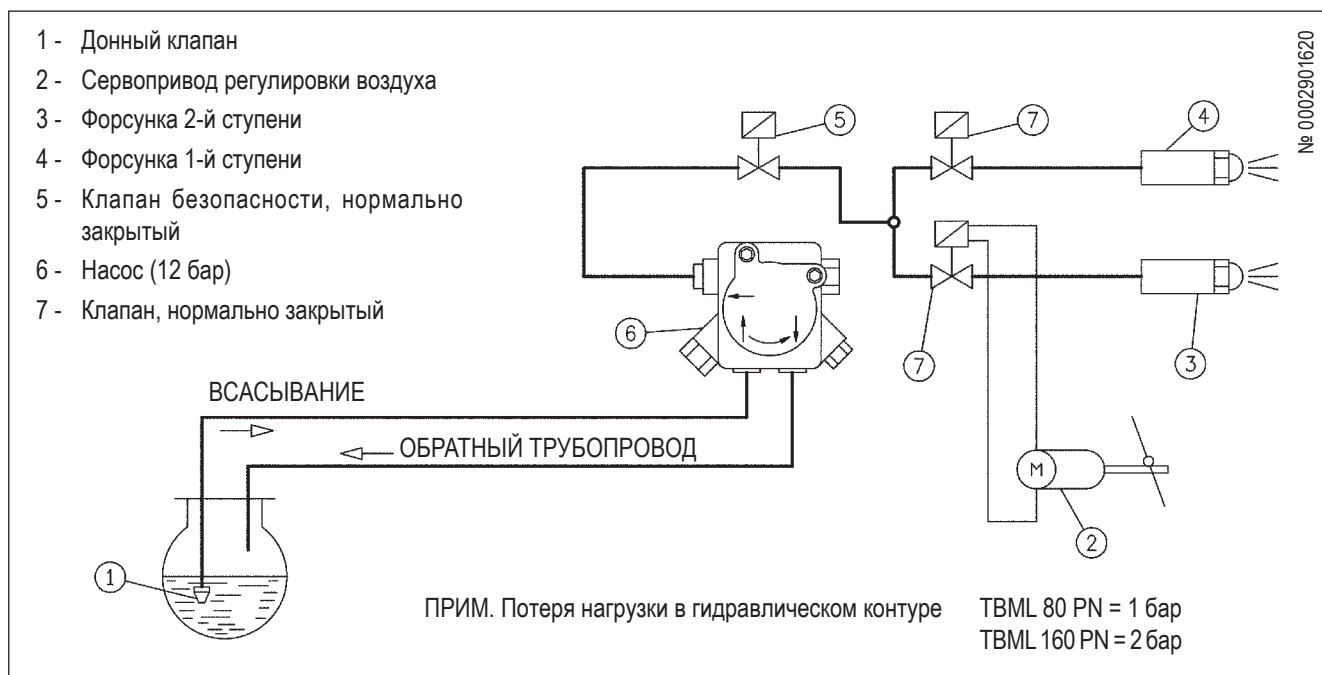 1 - Донный клапан
2 - Сервопривод регулировки воздуха
3 - Форсунка 2-й ступени
4 - Форсунка 1-й ступени
5 - Клапан безопасности, нормально
закрытый
6 - Насос (12 бар)
7 - Клапан, нормально закрытый
№ 0002901620
5
7
4
6
7
3
ВСАСЫВАНИЕ
ОБРАТНЫЙ ТРУБОПРОВОД
M
2
1
ПРИМ. Потеря нагрузки в гидравлическом контуре TBML 80 PN = 1 бар
TBML 160 PN = 2 бар